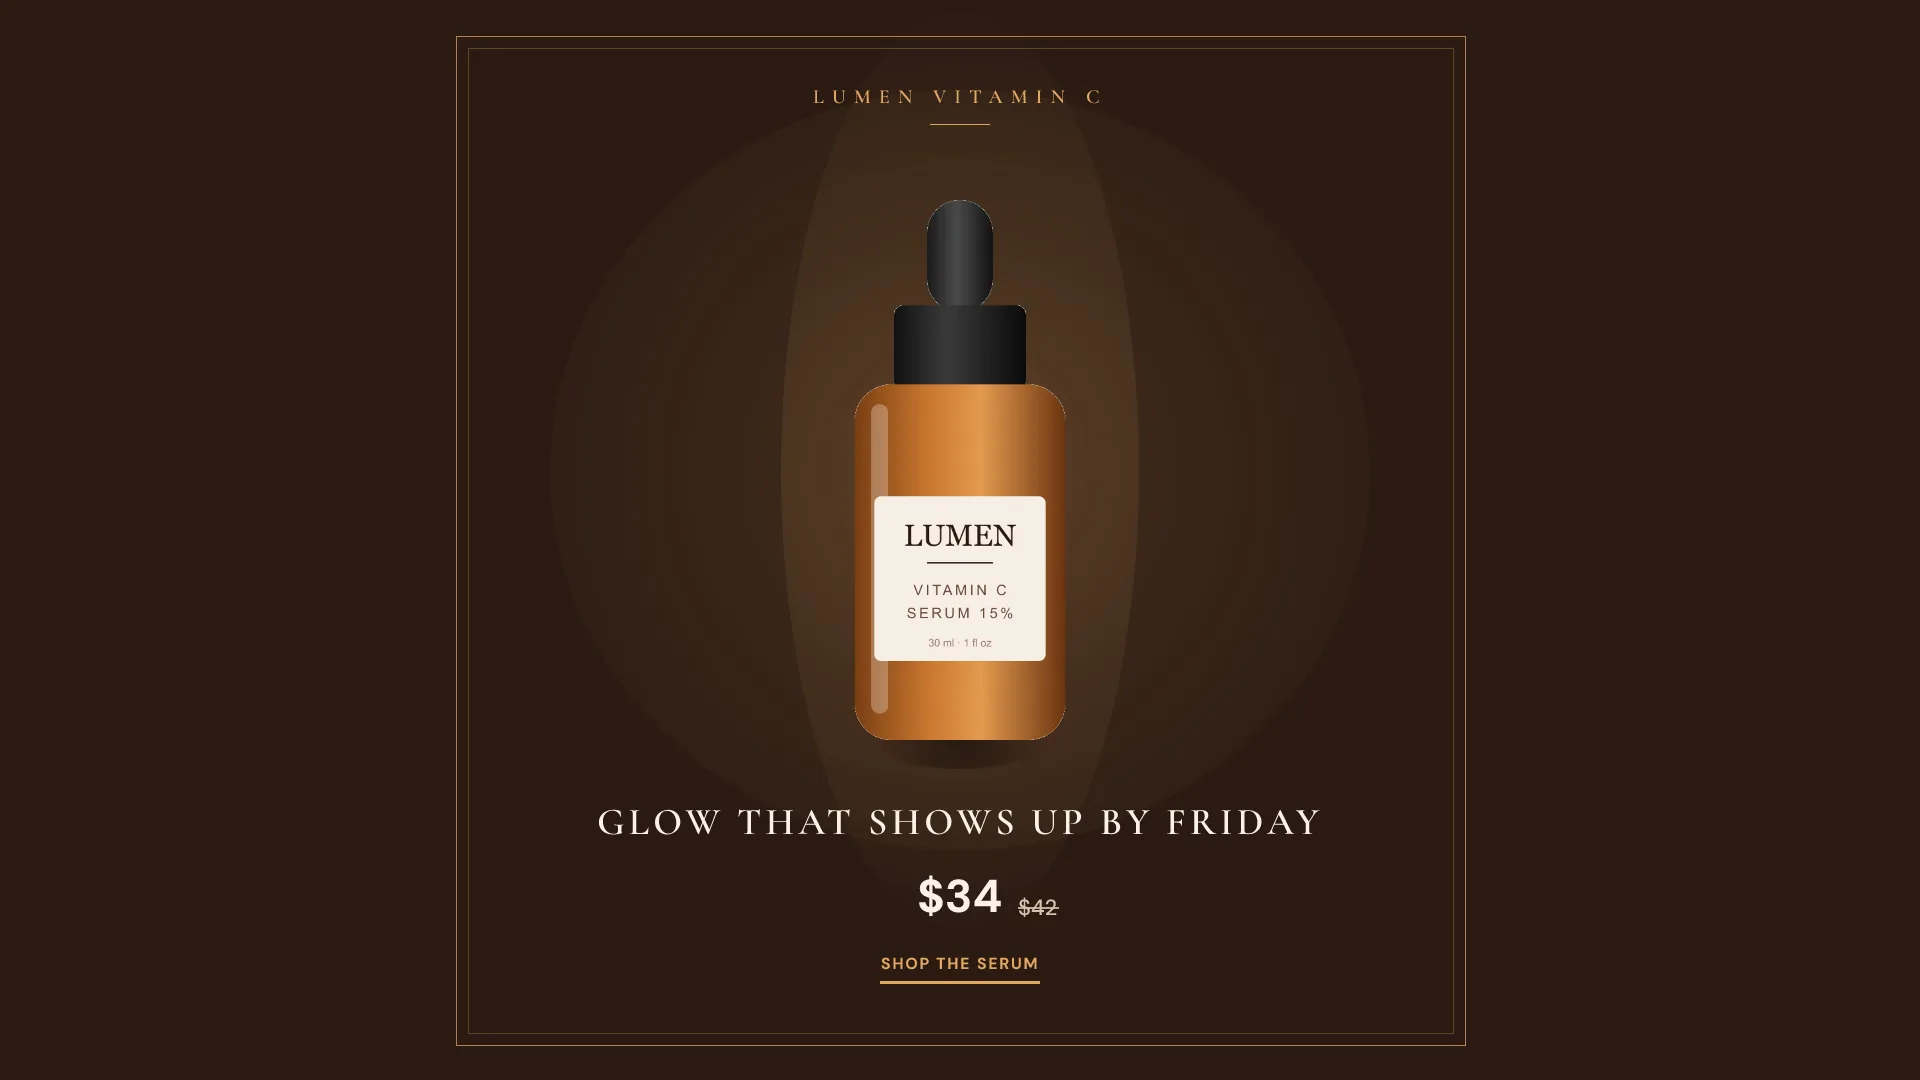 LUMEN VITAMIN C
LUMEN
VITAMIN C
SERUM 15%
30 ml · 1 fl oz
GLOW THAT SHOWS UP BY FRIDAY
$34 $42
SHOP THE SERUM